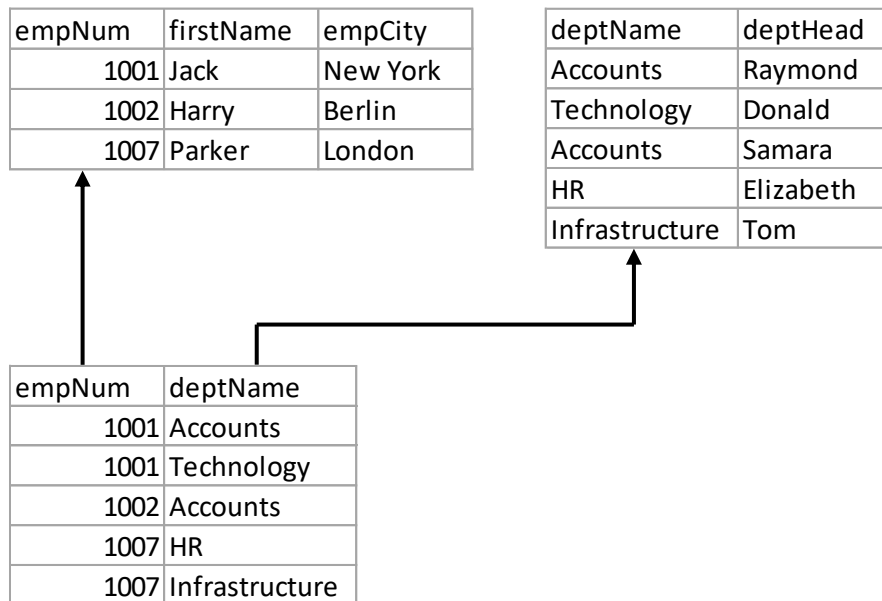 empNum firstName empCity
1001 Jack New York
1002 Harry Berlin
1007 Parker London
deptName deptHead
Accounts Raymond
Technology Donald
Accounts Samara
HR Elizabeth
Infrastructure Tom
empNum deptName
1001 Accounts
1001 Technology
1002 Accounts
1007 HR
1007 Infrastructure